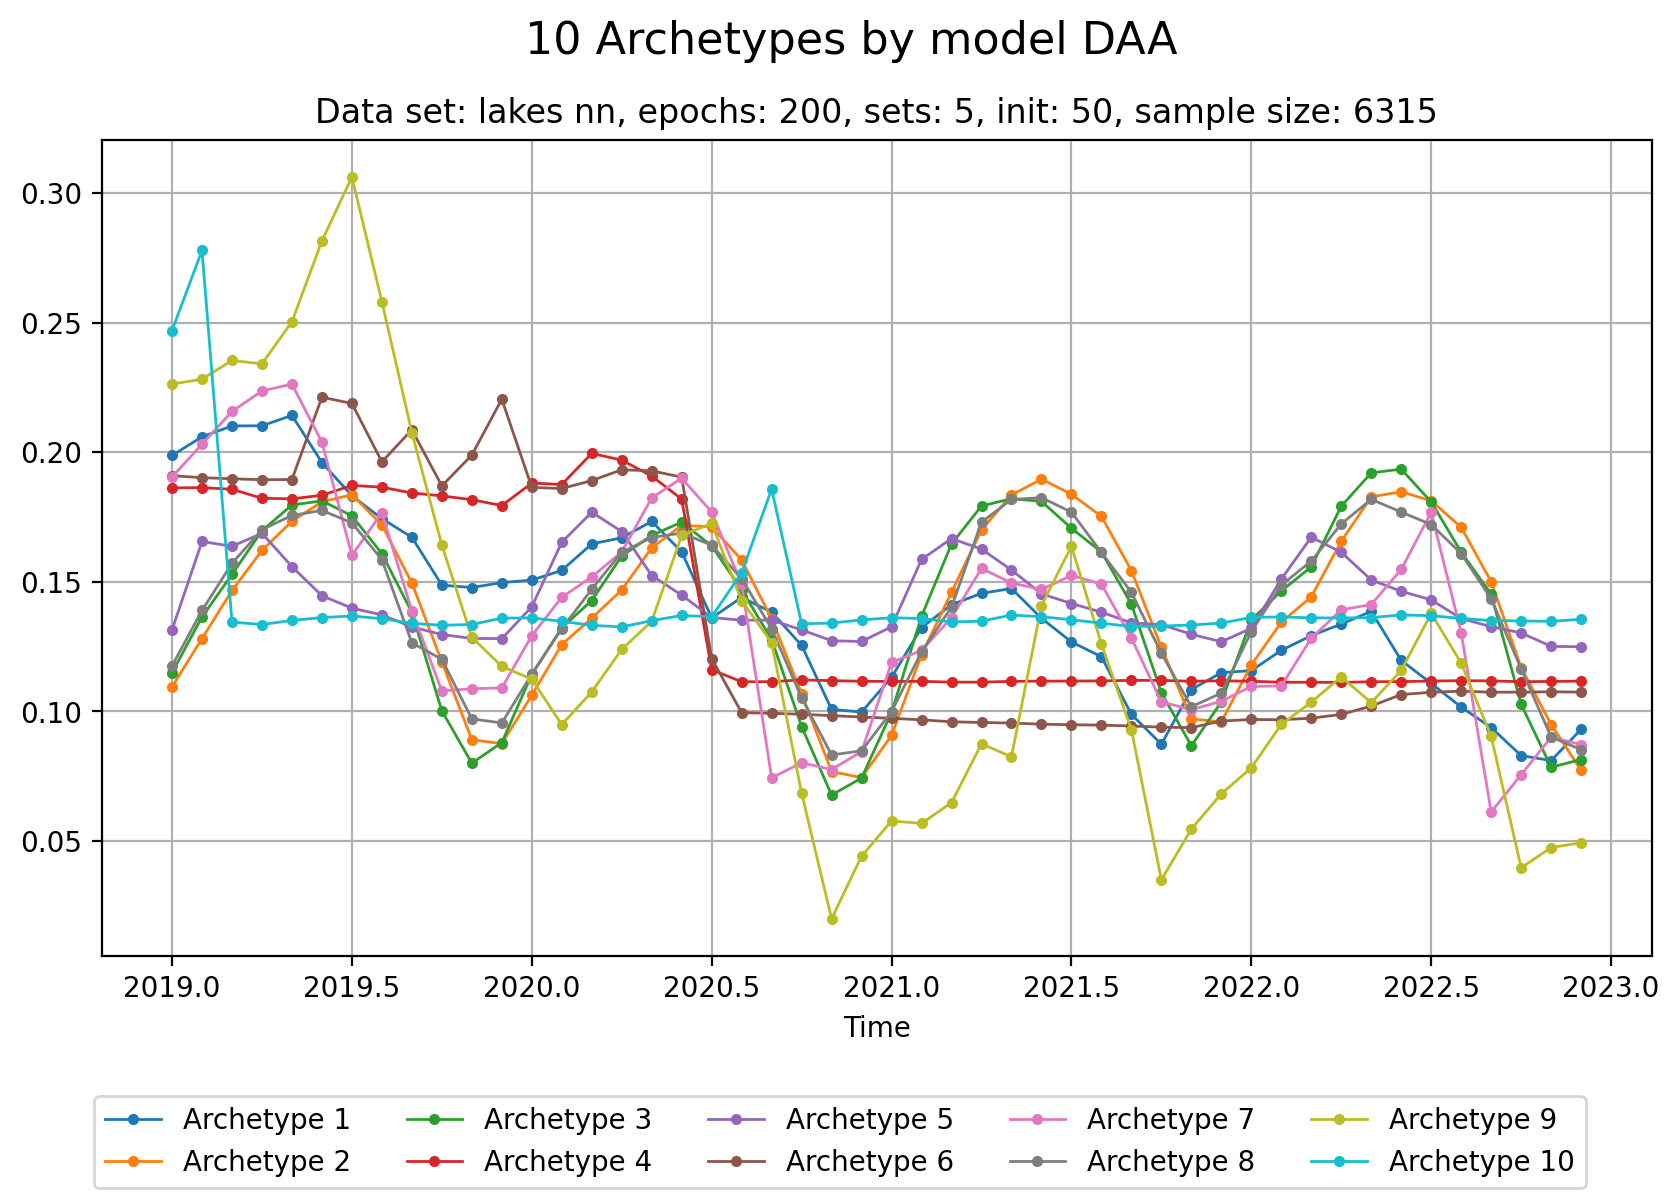 10 Archetypes by model DAA
Data set: lakes nn, epochs: 200, sets: 5, init: 50, sample size: 6315
0.30
0.25
0.20
0.15
0.10
0.05
2019.0 2019.5 2020.0 2020.5 2021.0 2021.5 2022.0 2022.5 2023.0
Time
Archetype 1 Archetype 3 Archetype 5 Archetype 7 Archetype 9
Archetype 2 Archetype 4 Archetype 6 Archetype 8 Archetype 10